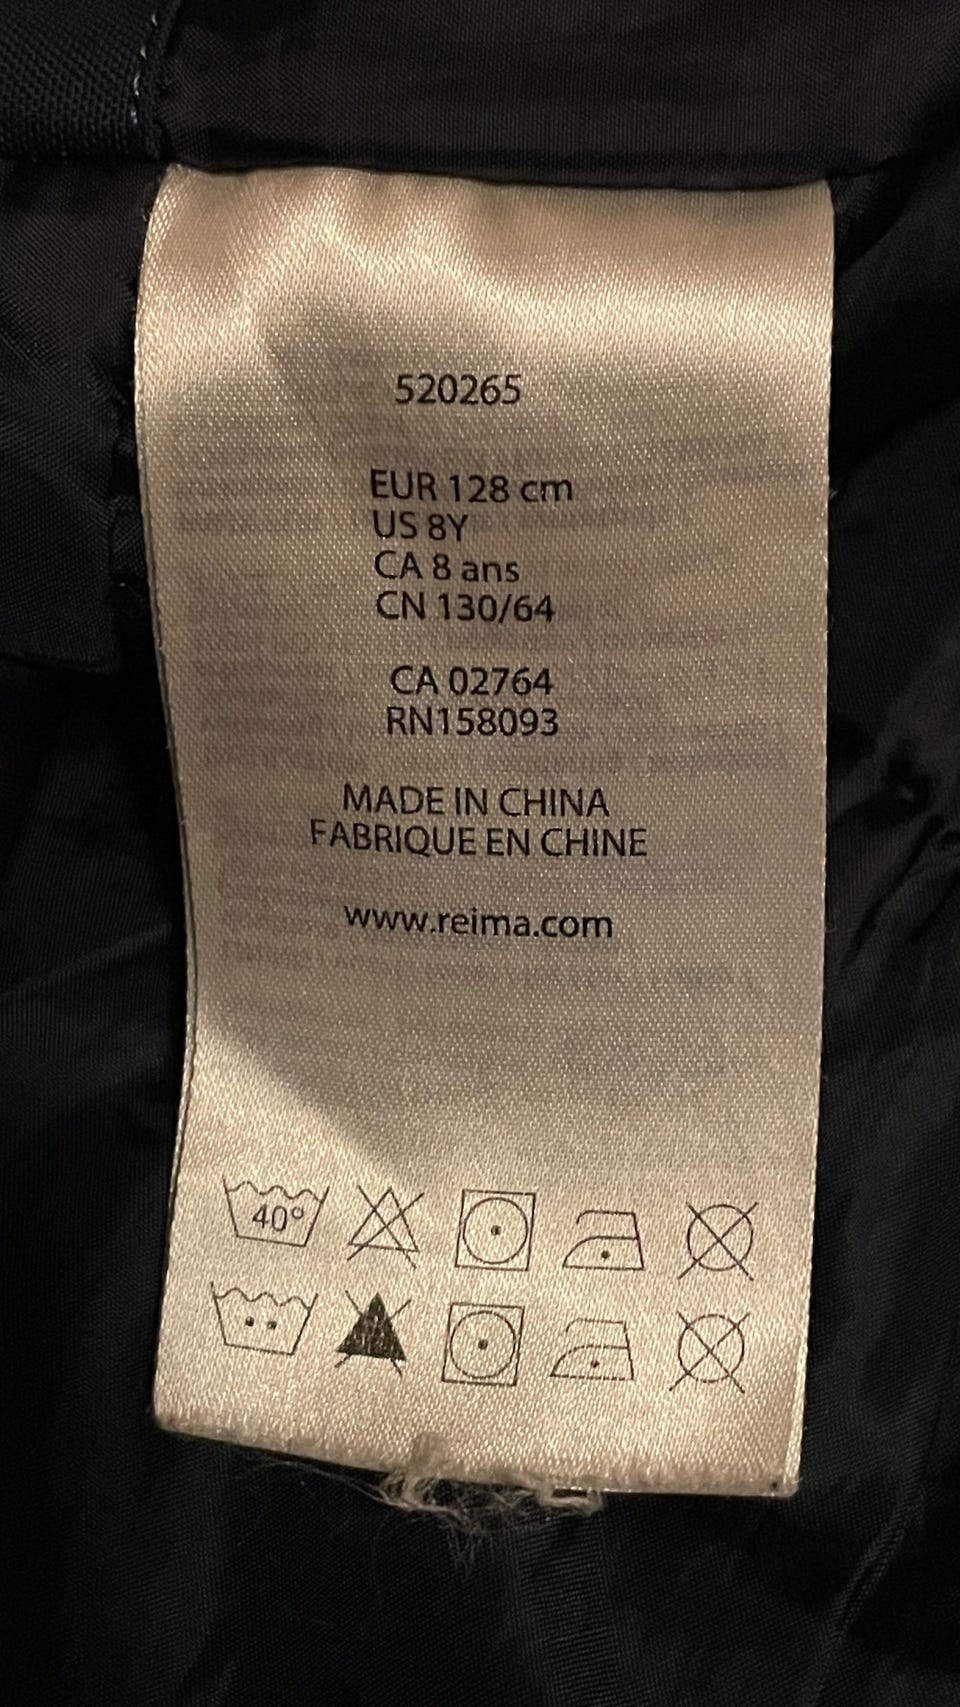 520265
EUR 128 cm
US 8Y
CA 8 ans
CN 130/64
CA 02764
RN158093
MADE IN CHINA
FABRIQUE EN CHINE
www.reima.com
40°